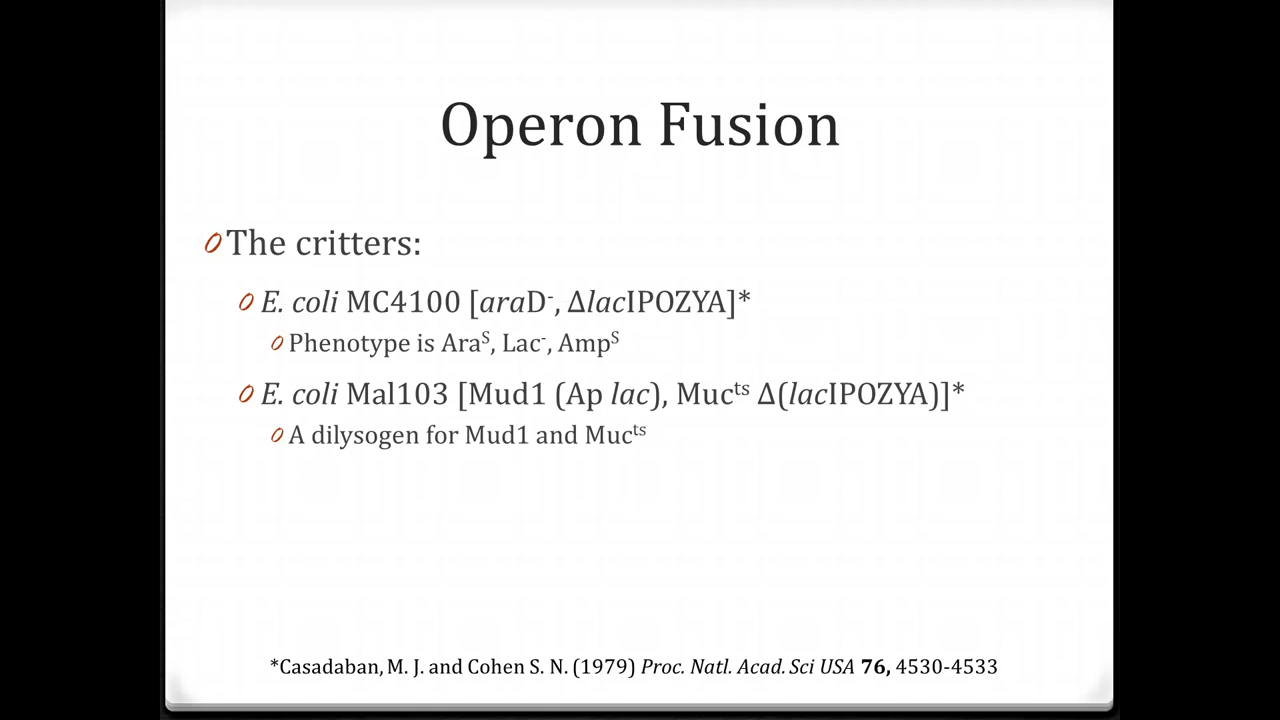 Operon Fusion
The critters:
E. coli MC4100 [araD⁻, ΔlacIPOZYA]*
Phenotype is Araˢ, Lac⁻, Ampˢ
E. coli Mal103 [Mud1 (Ap lac), Mucᵗˢ Δ(lacIPOZYA)]*
A dilysogen for Mud1 and Mucᵗˢ
*Casadaban, M. J. and Cohen S. N. (1979) Proc. Natl. Acad. Sci USA 76, 4530-4533